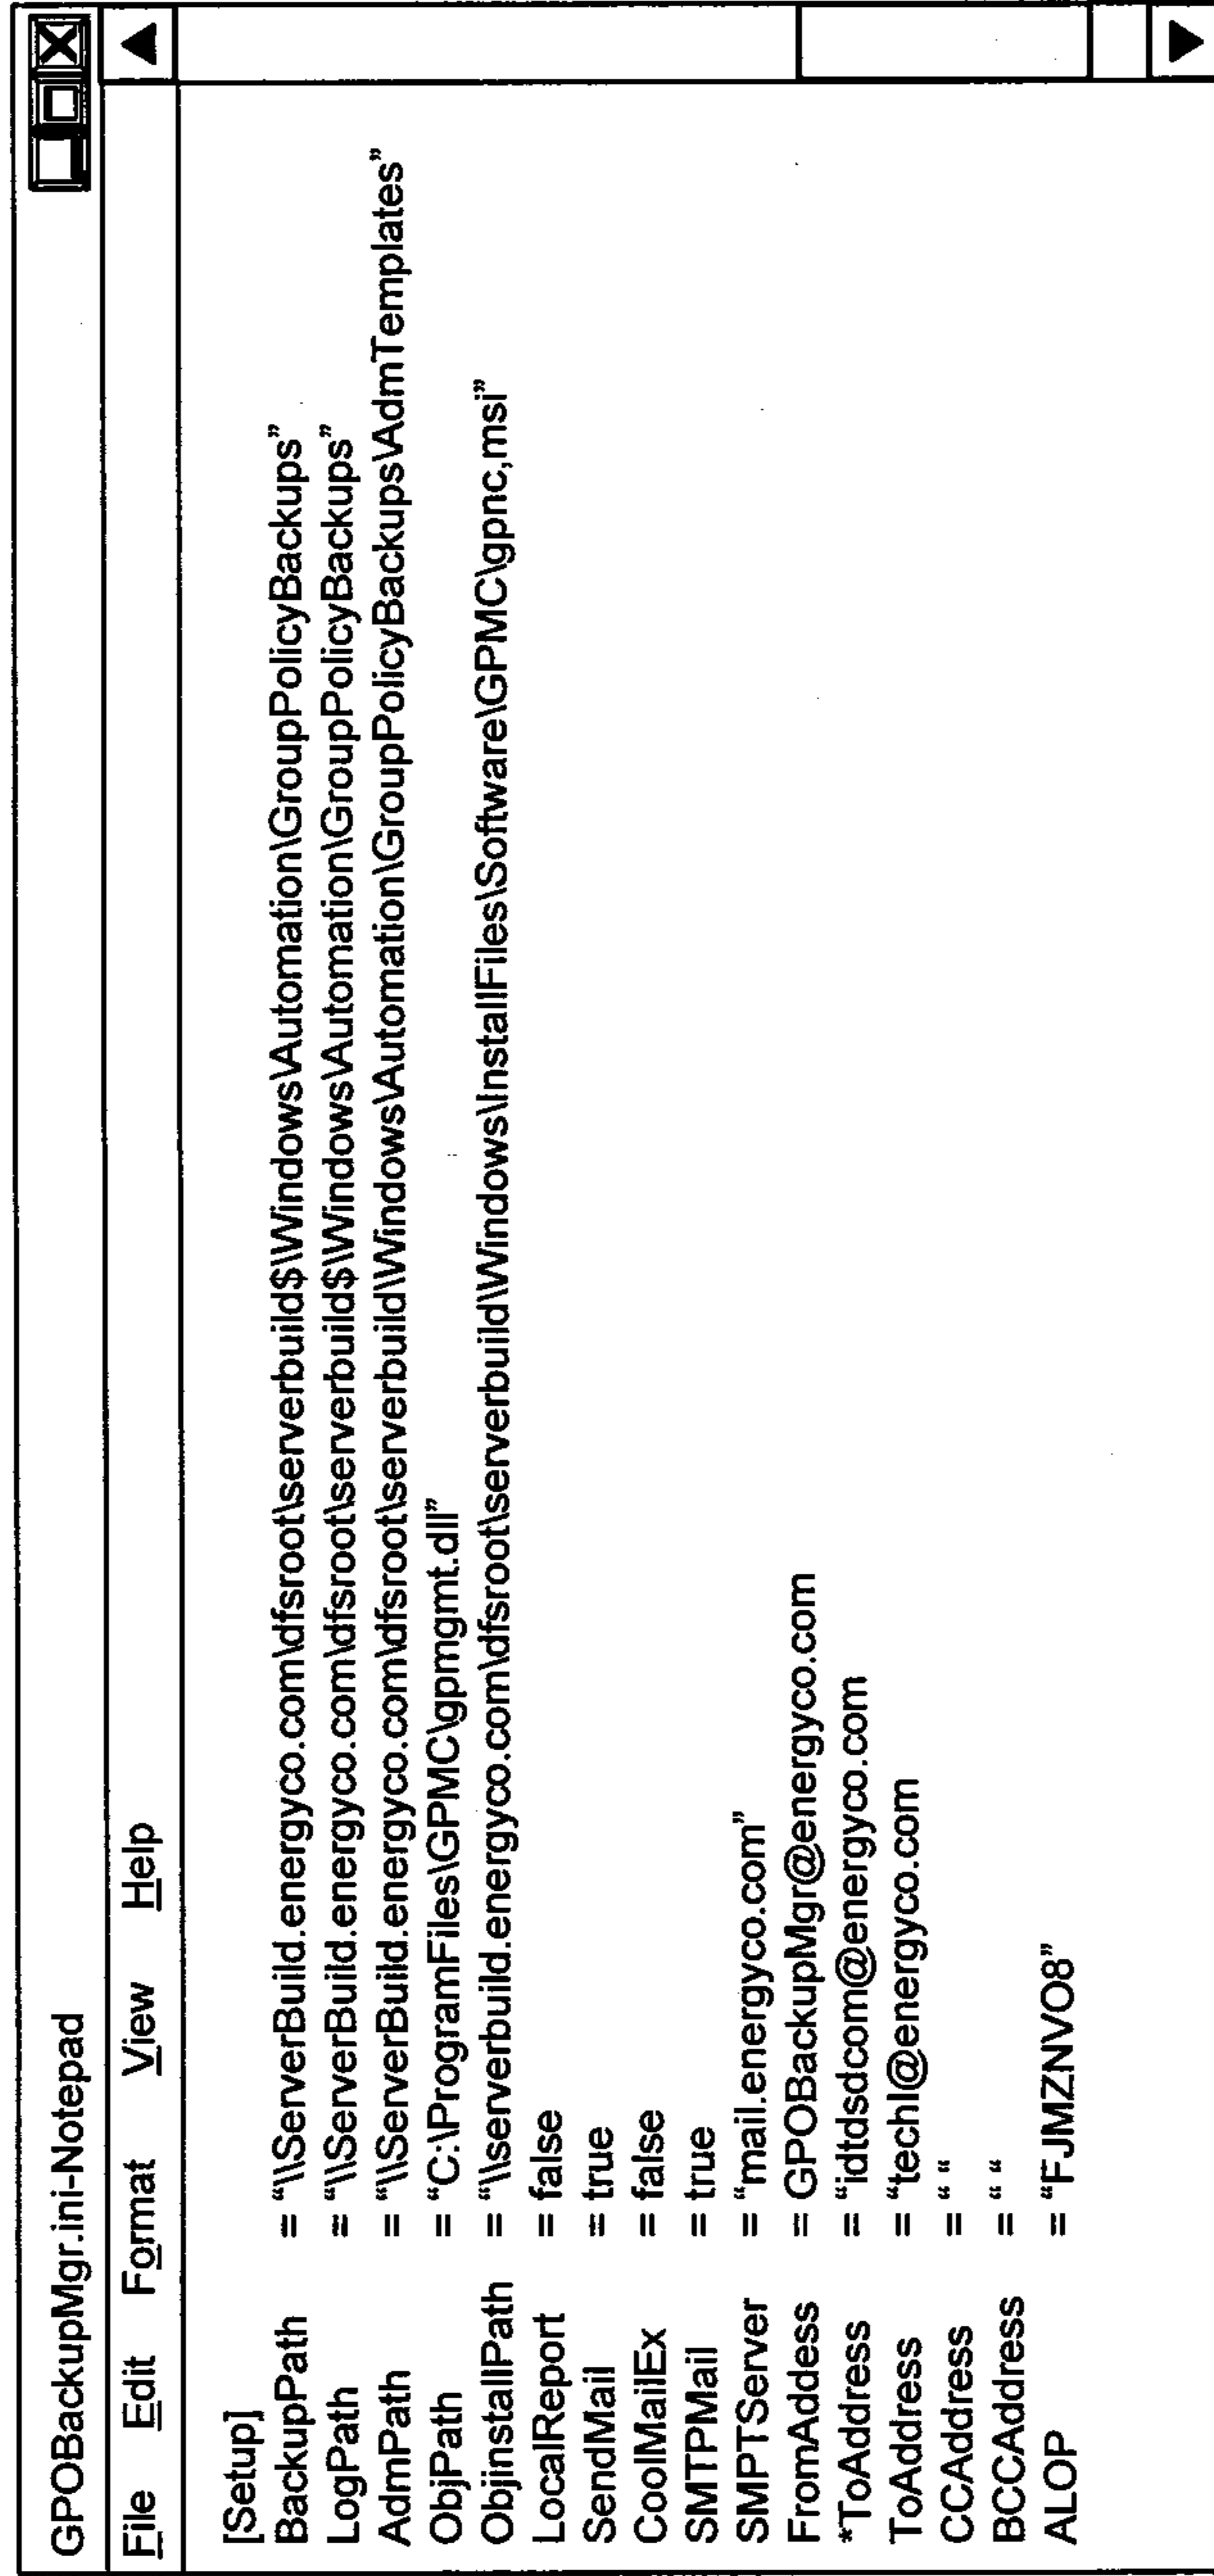 GPOBackupMgr.ini-Notepad
File Edit Format View Help
[Setup]
BackupPath = “\\ServerBuild.energyco.com\dfsroot\serverbuild$\Windows\Automation\GroupPolicyBackups”
LogPath = “\\ServerBuild.energyco.com\dfsroot\serverbuild$\Windows\Automation\GroupPolicyBackups”
AdmPath = “\\ServerBuild.energyco.com\dfsroot\serverbuild\Windows\Automation\GroupPolicyBackups\AdmTemplates”
ObjPath = “C:\ProgramFiles\GPMC\gpmgmt.dll”
ObjinstallPath = “\\serverbuild.energyco.com\dfsroot\serverbuild\Windows\InstallFiles\Software\GPMC\gpnc,msi”
LocalReport = false
SendMail = true
CoolMailEx = false
SMTPMail = true
SMPTServer = “mail.energyco.com”
FromAddess = GPOBackupMgr@energyco.com
*ToAddress = “idtdsdcom@energyco.com
ToAddress = “techl@energyco.com
CCAddress = “ “
BCCAddress = “ “
ALOP = “FJMZNVO8”